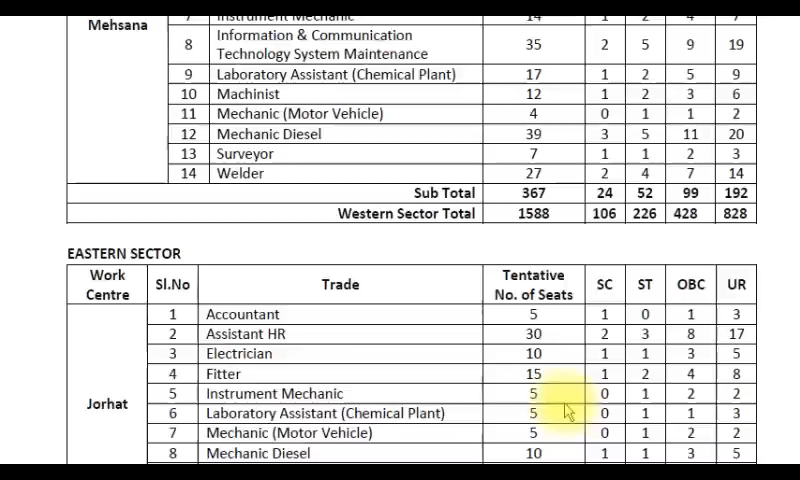 7 Instrument Mechanic 14 1 2 4 7
Mehsana
8 Information & Communication Technology System Maintenance 35 2 5 9 19
9 Laboratory Assistant (Chemical Plant) 17 1 2 5 9
10 Machinist 12 1 2 3 6
11 Mechanic (Motor Vehicle) 4 0 1 1 2
12 Mechanic Diesel 39 3 5 11 20
13 Surveyor 7 1 1 2 3
14 Welder 27 2 4 7 14
Sub Total 367 24 52 99 192
Western Sector Total 1588 106 226 428 828
EASTERN SECTOR
Work Centre Sl.No Trade Tentative No. of Seats SC ST OBC UR
1 Accountant 5 1 0 1 3
2 Assistant HR 30 2 3 8 17
3 Electrician 10 1 1 3 5
4 Fitter 15 1 2 4 8
5 Instrument Mechanic 5 0 1 2 2
Jorhat
6 Laboratory Assistant (Chemical Plant) 5 0 1 1 3
7 Mechanic (Motor Vehicle) 5 0 1 2 2
8 Mechanic Diesel 10 1 1 3 5